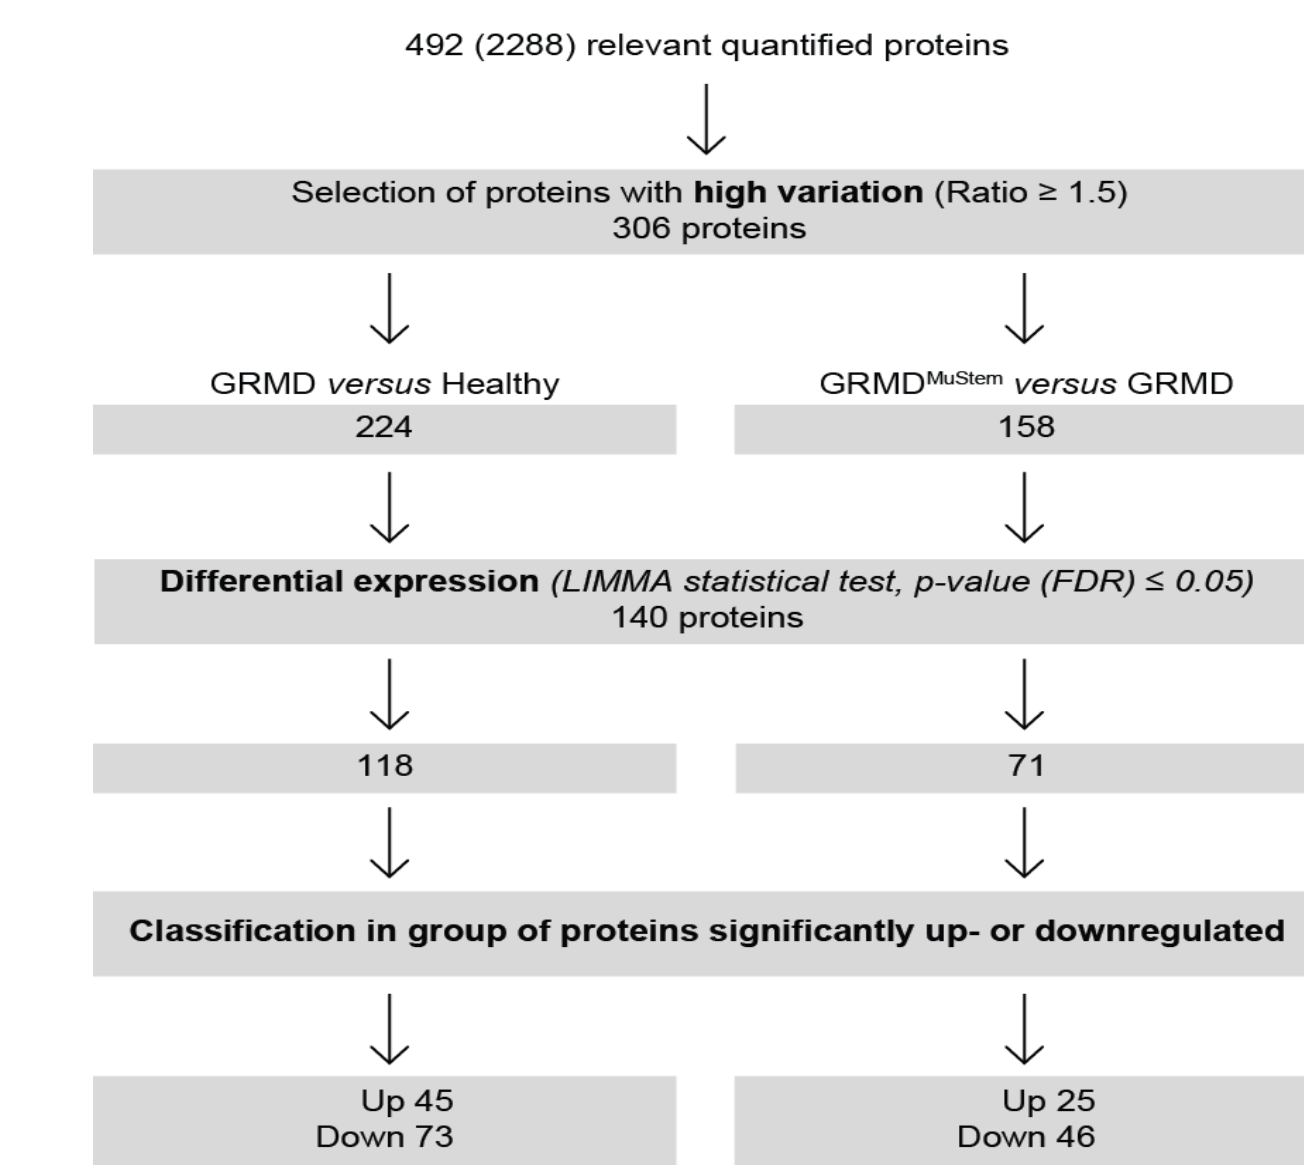 492 (2288) relevant quantified proteins
Selection of proteins with high variation (Ratio ≥ 1.5)
306 proteins
GRMD versus Healthy
GRMDMuStem versus GRMD
224
158
Differential expression (LIMMA statistical test, p-value (FDR) ≤ 0.05)
140 proteins
118
71
Classification in group of proteins significantly up- or downregulated
Up 45
Down 73
Up 25
Down 46